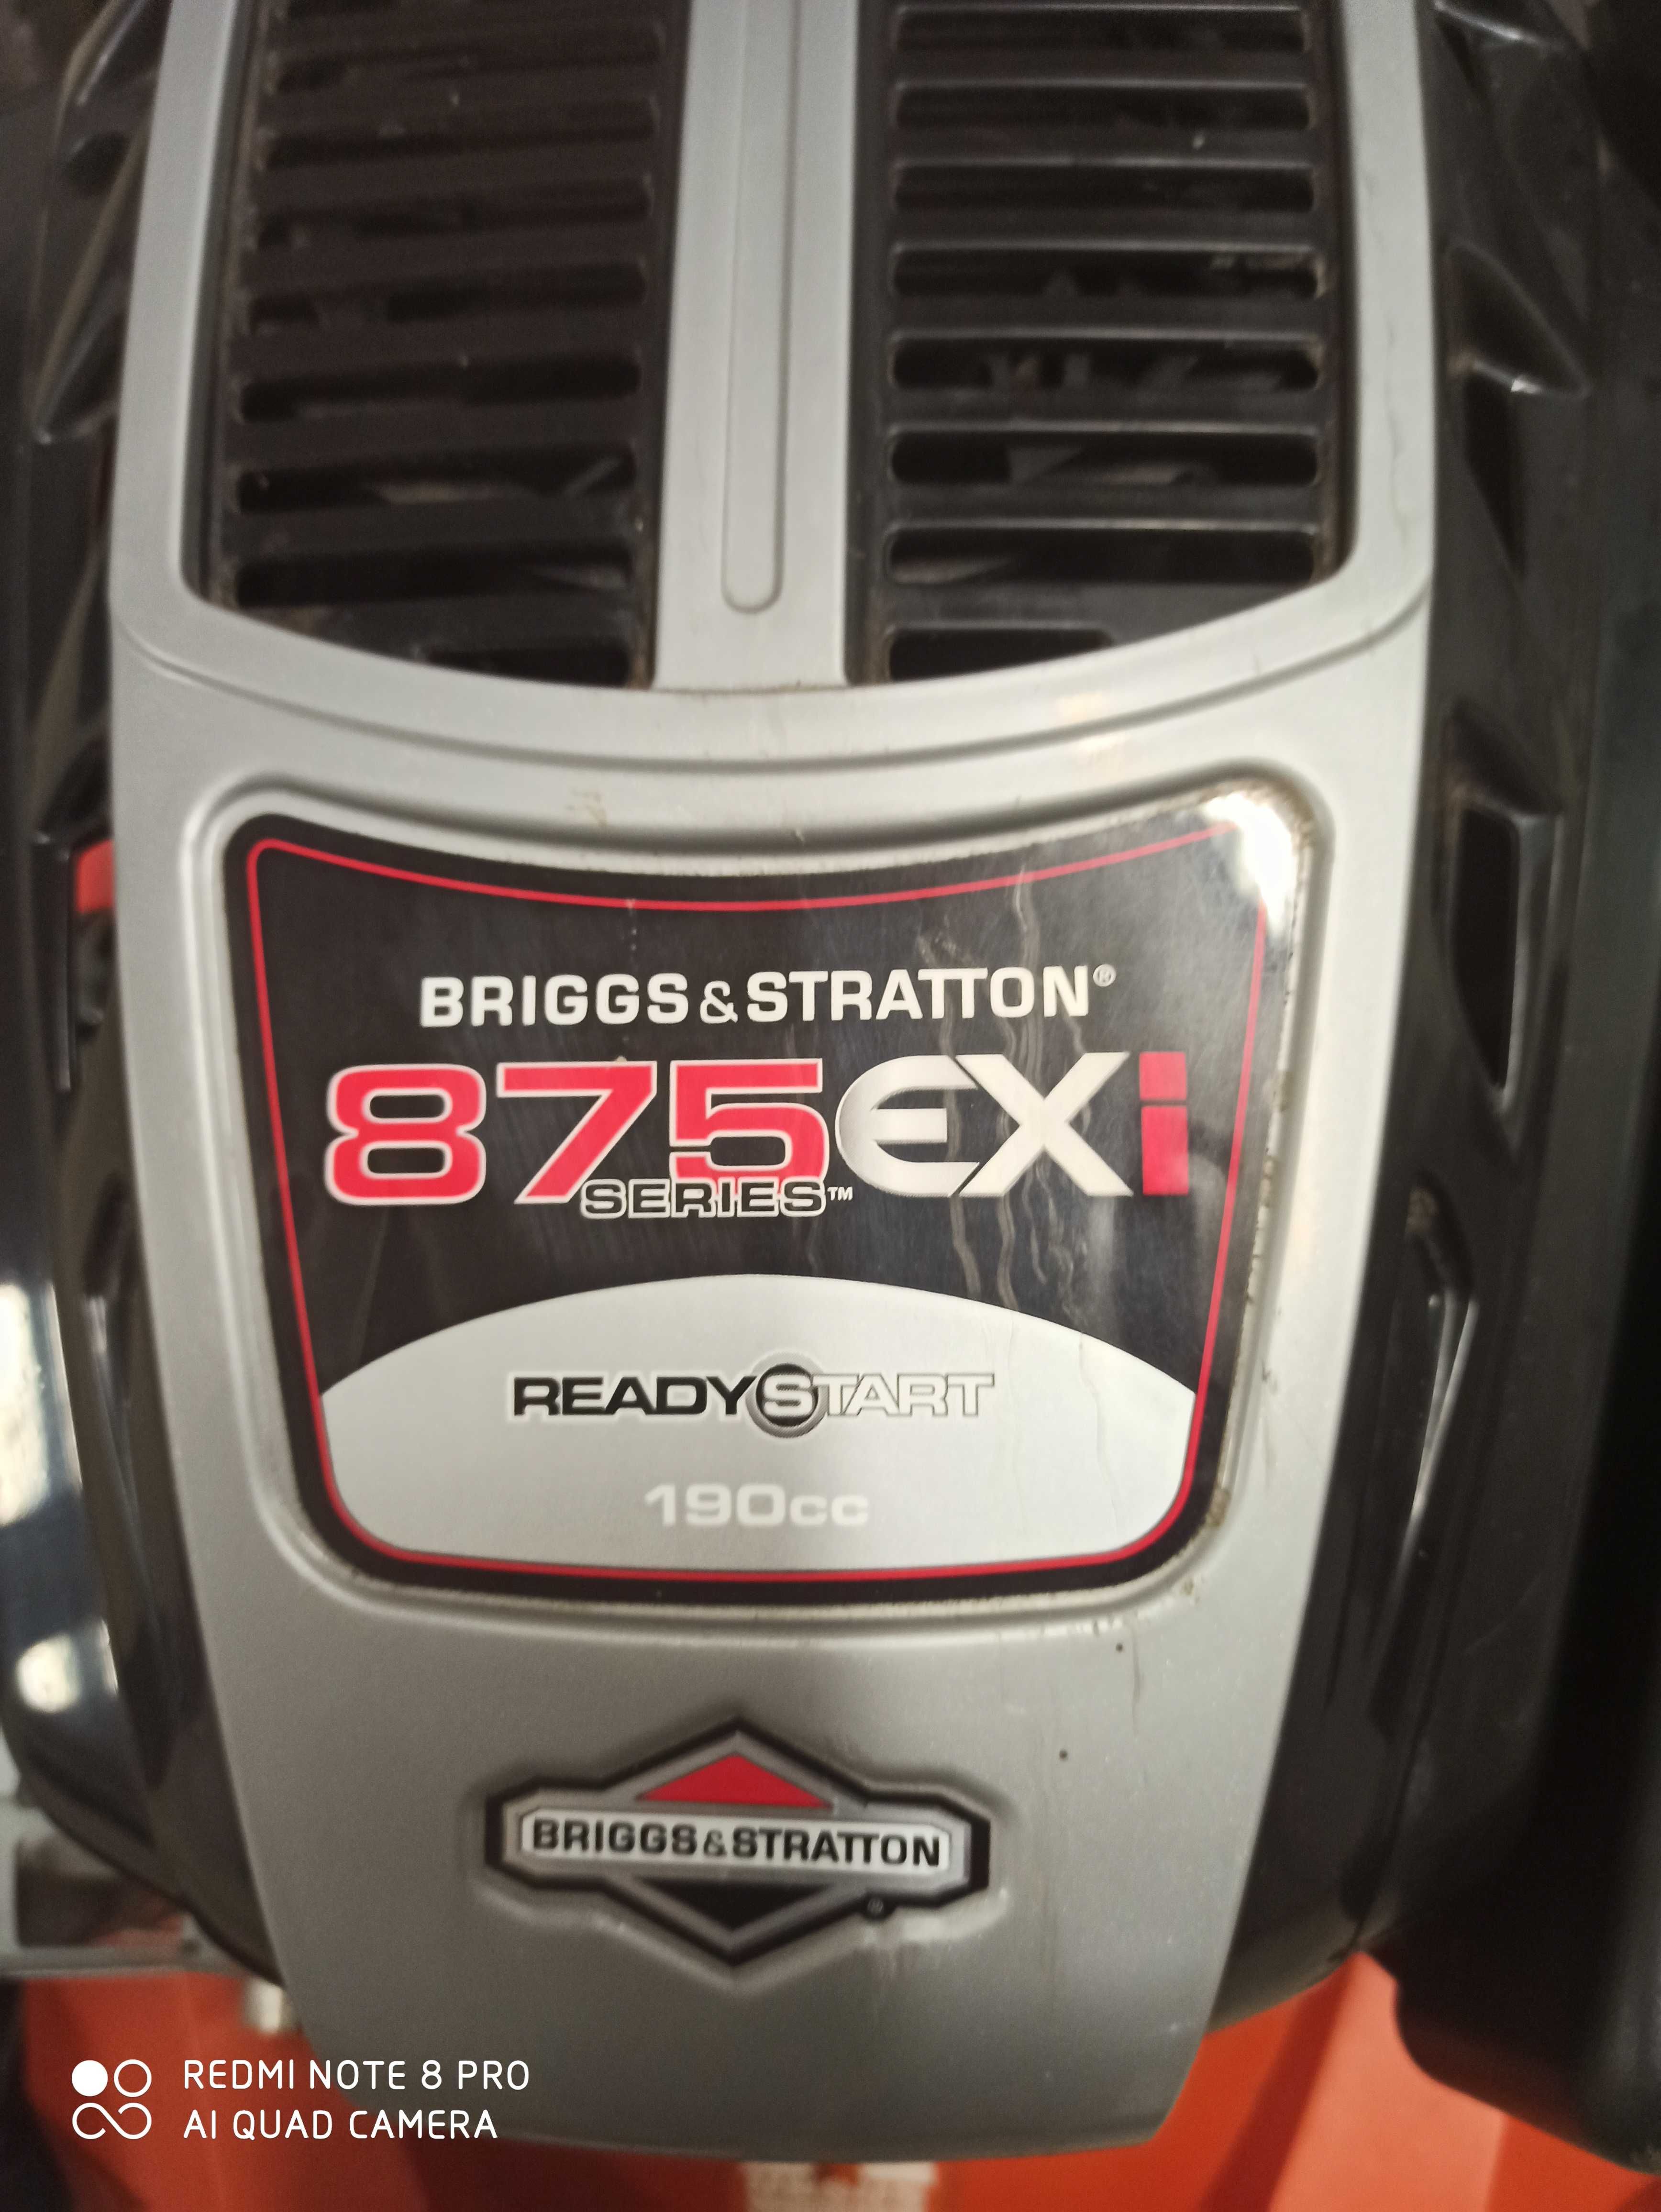 BRIGGS&STRATTON®
875EXi
SERIES™
READYSTART
190cc
BRIGGS&STRATTON
®
REDMI NOTE 8 PRO
AI QUAD CAMERA